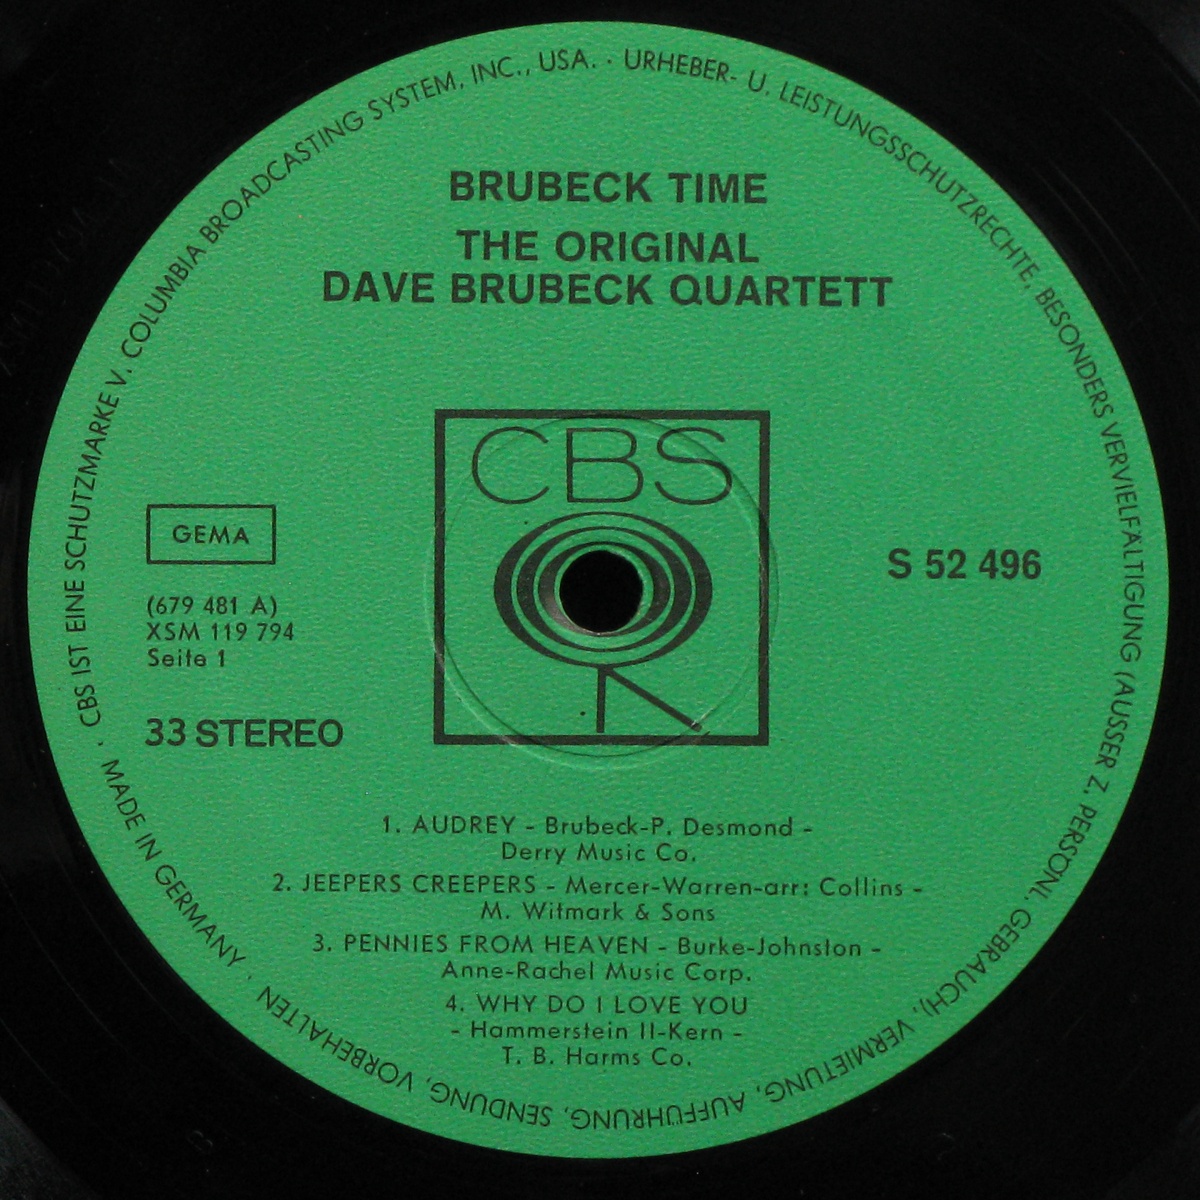 CBS IST EINE SCHUTZMARKE V. COLUMBIA BROADCASTING SYSTEM, INC., USA. · URHEBER- U. LEISTUNGSSCHUTZRECHTE, BESONDERS VERVIELFÄLTIGUNG (AUSSER Z. PERSÖNL. GEBRAUCH), VERMIETUNG, AUFFÜHRUNG, SENDUNG, VORBEHALTEN · MADE IN GERMANY ·
BRUBECK TIME
THE ORIGINAL
DAVE BRUBECK QUARTETT
CBS
GEMA
S 52 496
(679 481 A)
XSM 119 794
Seite 1
33 STEREO
1. AUDREY - Brubeck-P. Desmond -
Derry Music Co.
2. JEEPERS CREEPERS - Mercer-Warren-arr: Collins -
M. Witmark & Sons
3. PENNIES FROM HEAVEN - Burke-Johnston -
Anne-Rachel Music Corp.
4. WHY DO I LOVE YOU
- Hammerstein II-Kern -
T. B. Harms Co.